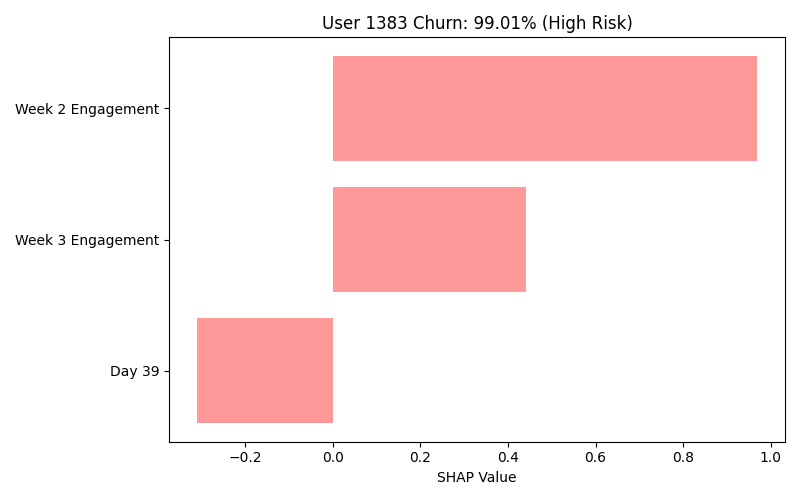 User 1383 Churn: 99.01% (High Risk)
Week 2 Engagement
Week 3 Engagement
Day 39
−0.2 0.0 0.2 0.4 0.6 0.8 1.0
SHAP Value